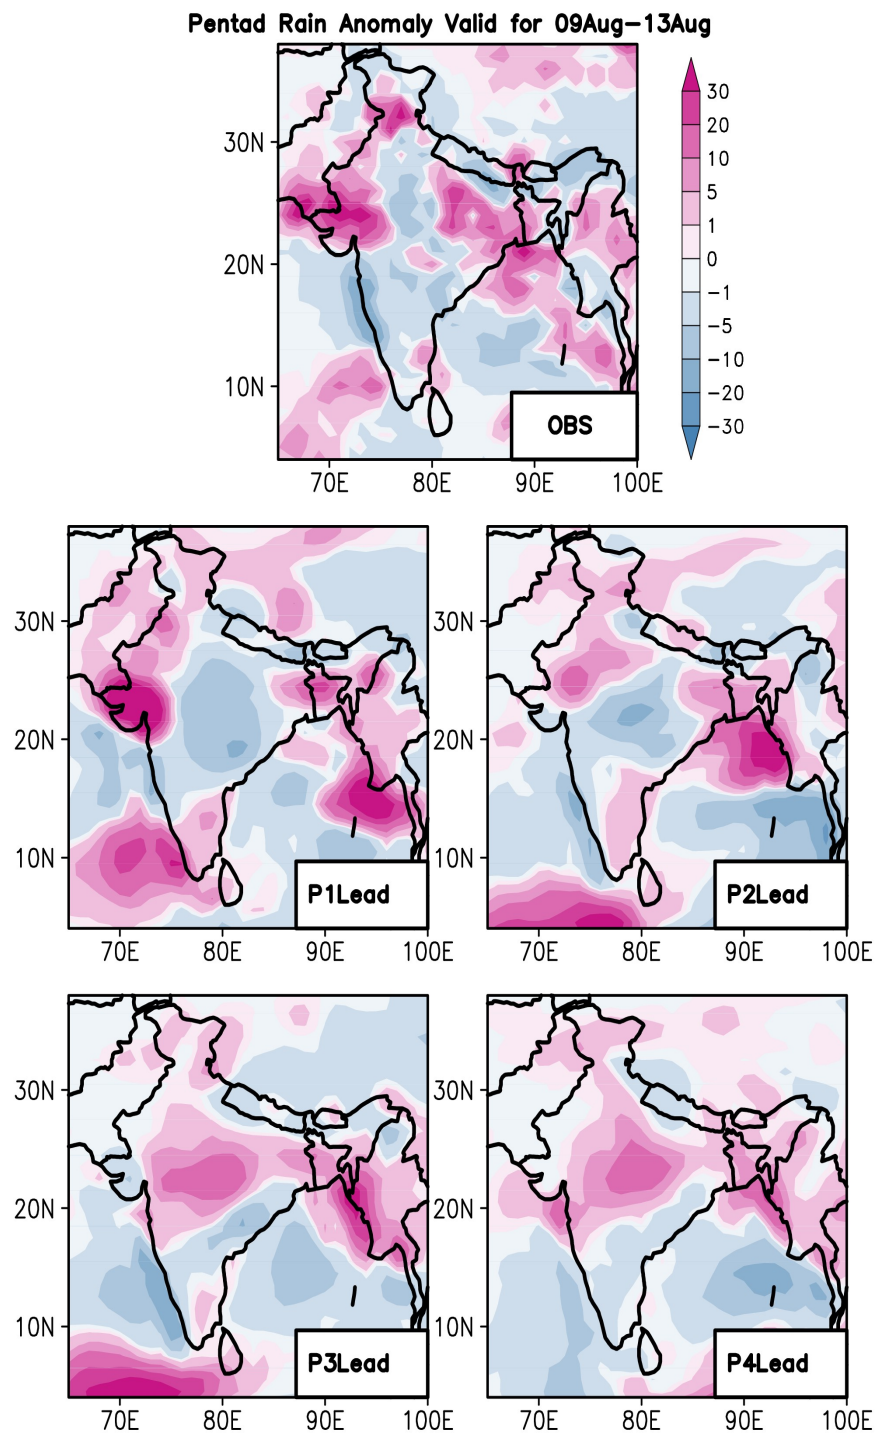 Pentad Rain Anomaly Valid for 09Aug-13Aug
30N
20N
10N
70E 80E 90E 100E
OBS
30
20
10
5
1
0
-1
-5
-10
-20
-30
30N
20N
10N
70E 80E 90E 100E
P1Lead
30N
20N
10N
70E 80E 90E 100E
P2Lead
30N
20N
10N
70E 80E 90E 100E
P3Lead
30N
20N
10N
70E 80E 90E 100E
P4Lead